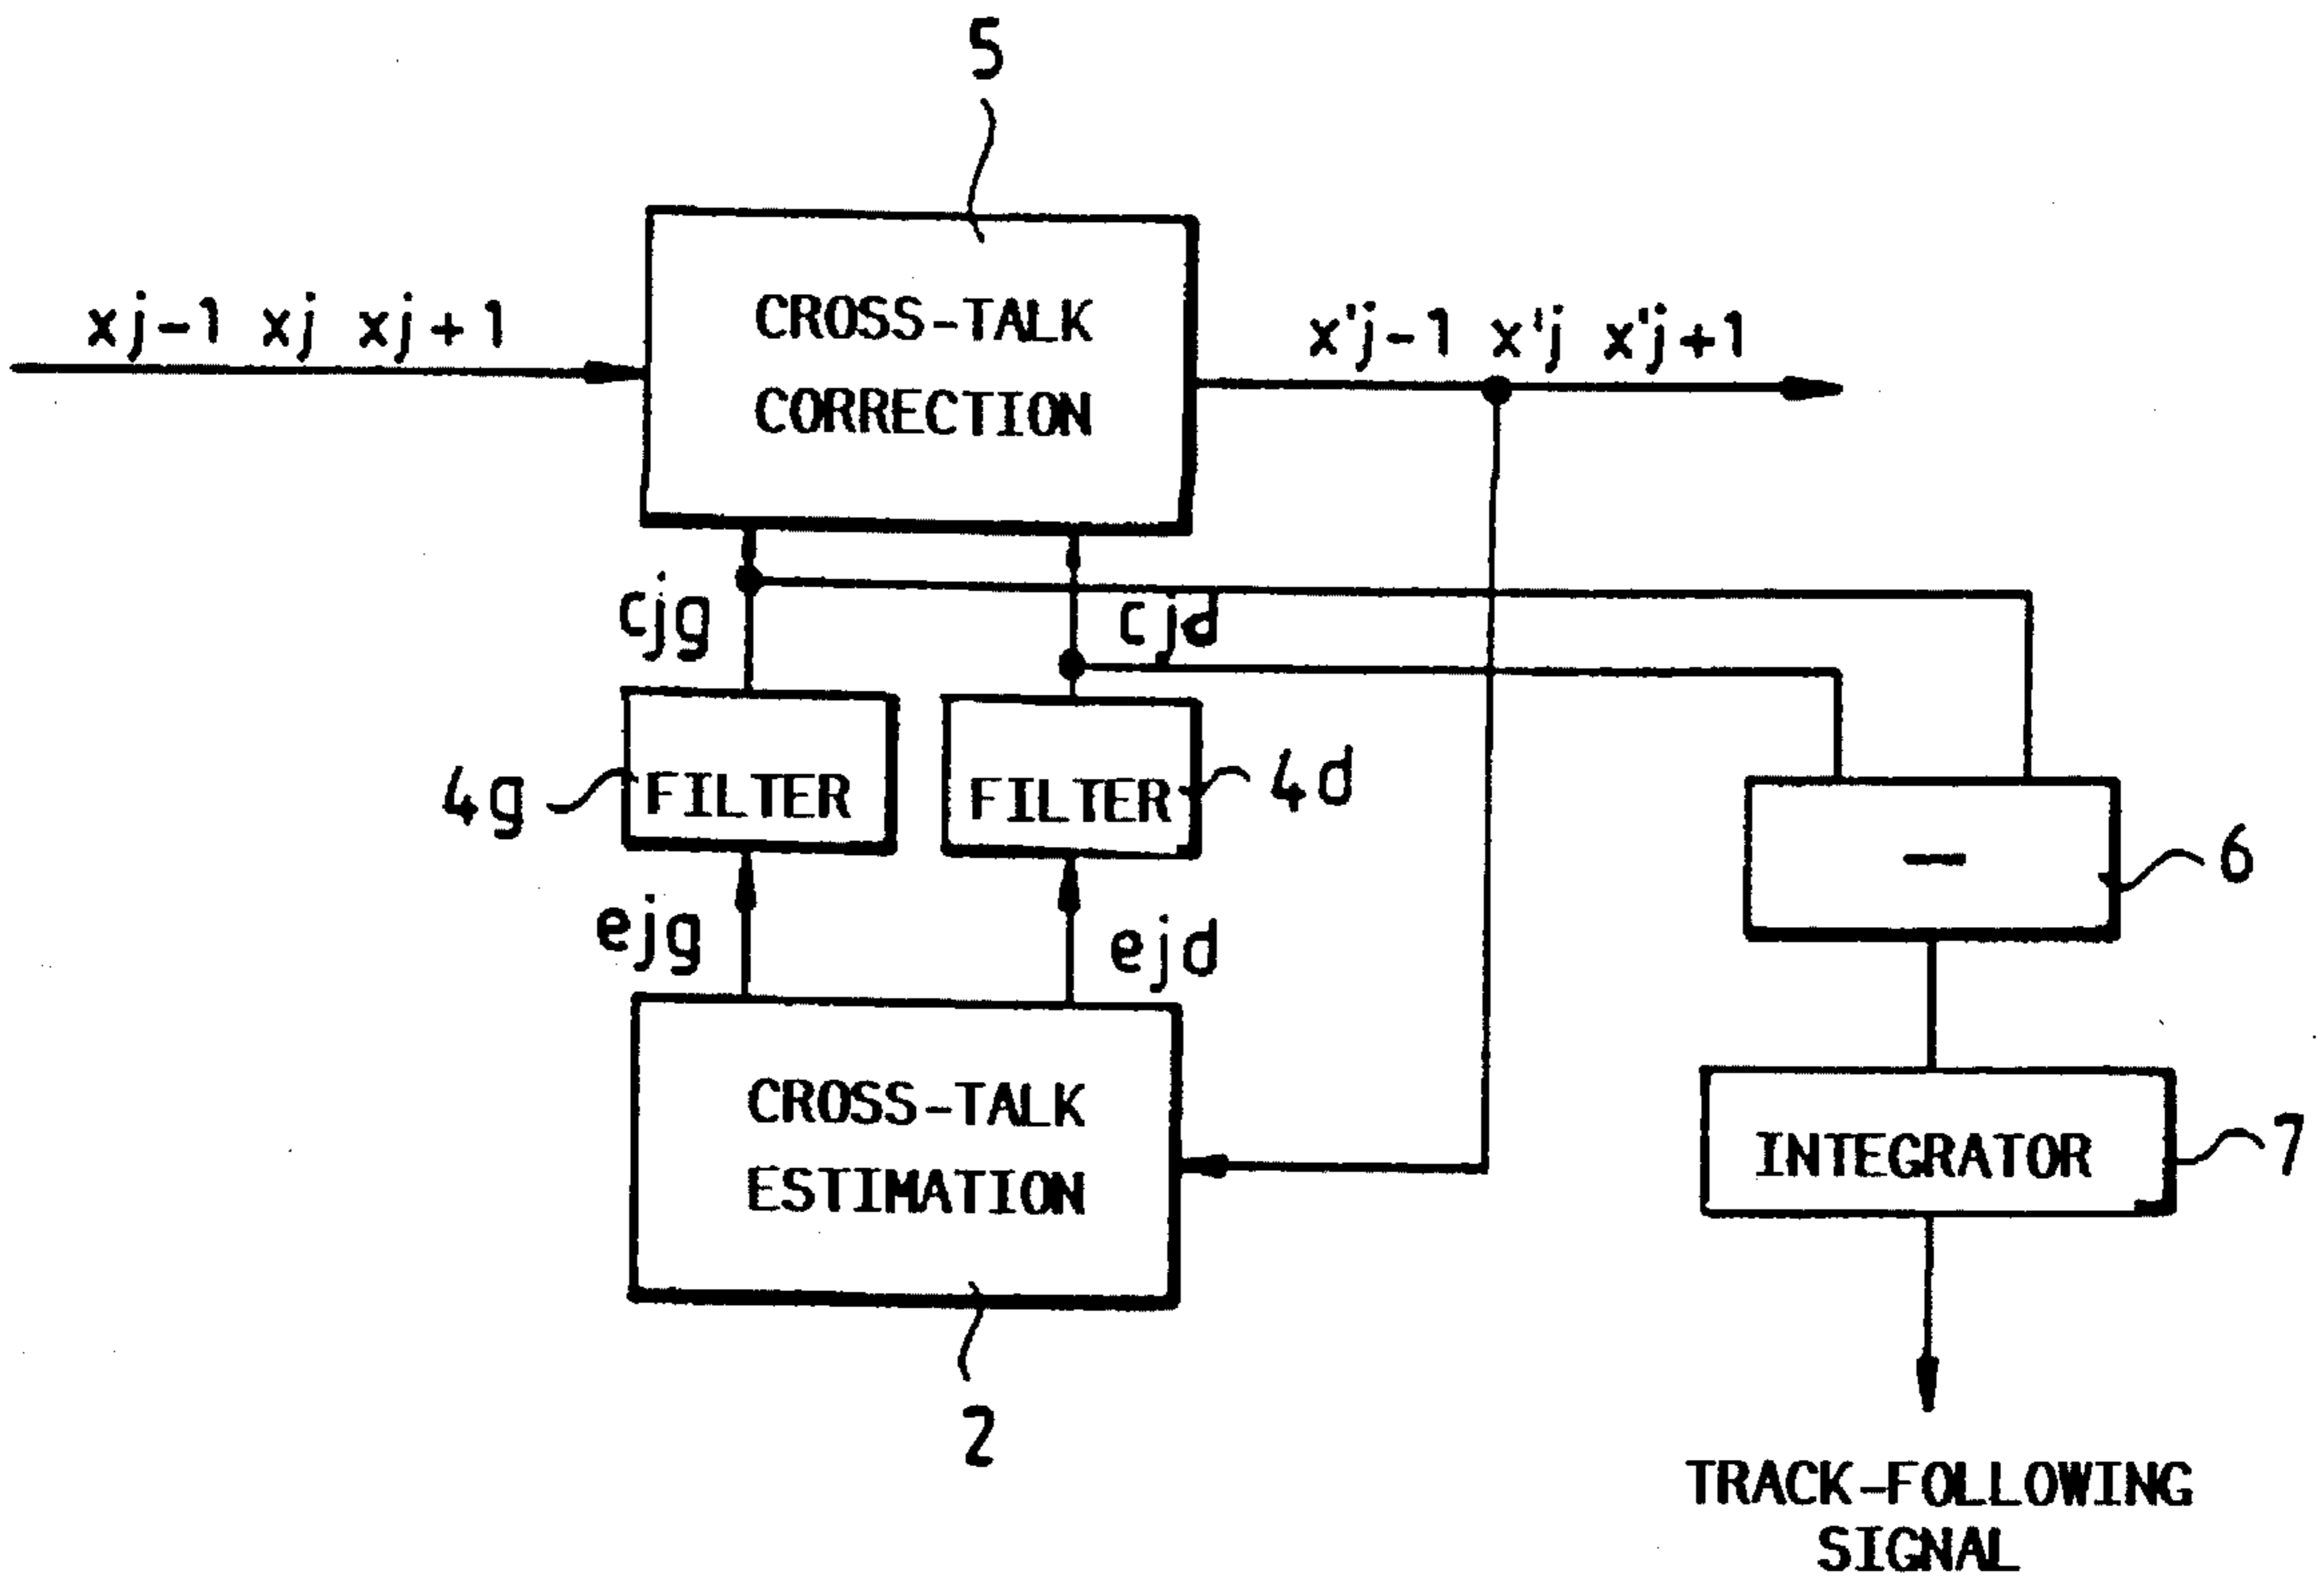 5
xj-1 xj xj+1
CROSS-TALK
CORRECTION
x'j-1 x'j x'j+1
cjg
cjd
4g
FILTER
FILTER
4d
-
6
ejg
ejd
CROSS-TALK
ESTIMATION
INTEGRATOR
7
2
TRACK-FOLLOWING
SIGNAL